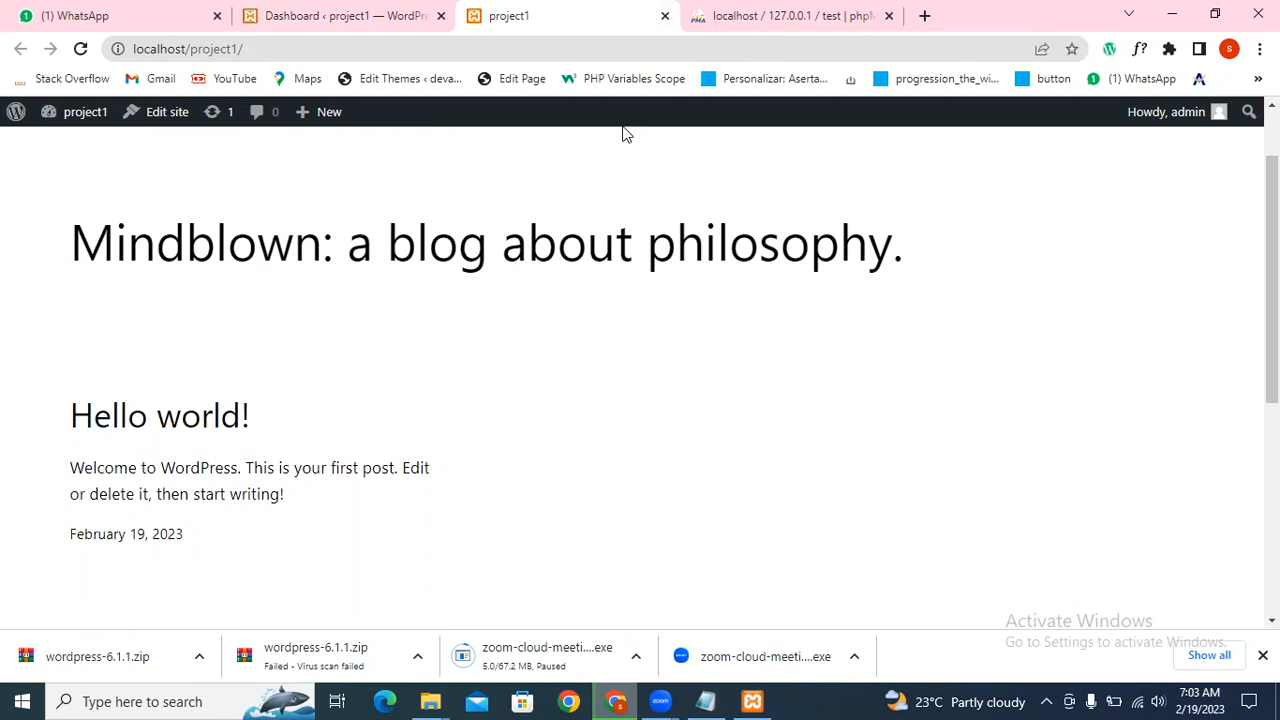 (1) WhatsApp
Dashboard ‹ project1 — WordPr
project1
localhost / 127.0.0.1 / test | phpM
localhost/project1/
Stack Overflow
Gmail
YouTube
Maps
Edit Themes ‹ deva...
Edit Page
PHP Variables Scope
Personalizar: Aserta...
progression_the_wi...
button
(1) WhatsApp
»
project1
Edit site
1
0
New
Howdy, admin
Mindblown: a blog about philosophy.
Hello world!
Welcome to WordPress. This is your first post. Edit
or delete it, then start writing!
February 19, 2023
Activate Windows
Go to Settings to activate Windows.
wordpress-6.1.1.zip
wordpress-6.1.1.zip
Failed - Virus scan failed
zoom-cloud-meeti....exe
5.0/67.2 MB, Paused
zoom-cloud-meeti....exe
Show all
Type here to search
23°C Partly cloudy
7:03 AM
2/19/2023